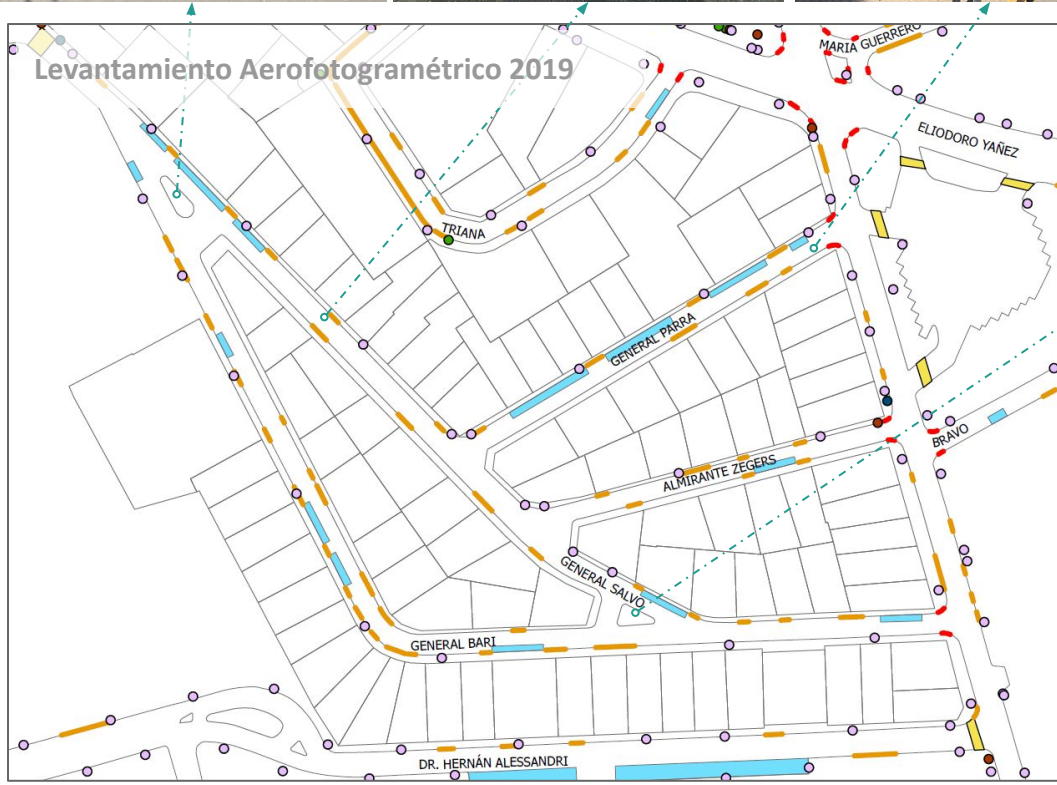 Levantamiento Aerofotogramétrico 2019
MARIA GUERRERO
ELIODORO YAÑEZ
TRIANA
GENERAL PARRA
BRAVO
ALMIRANTE ZEGERS
GENERAL SALVO
GENERAL BARI
DR. HERNÁN ALESSANDRI